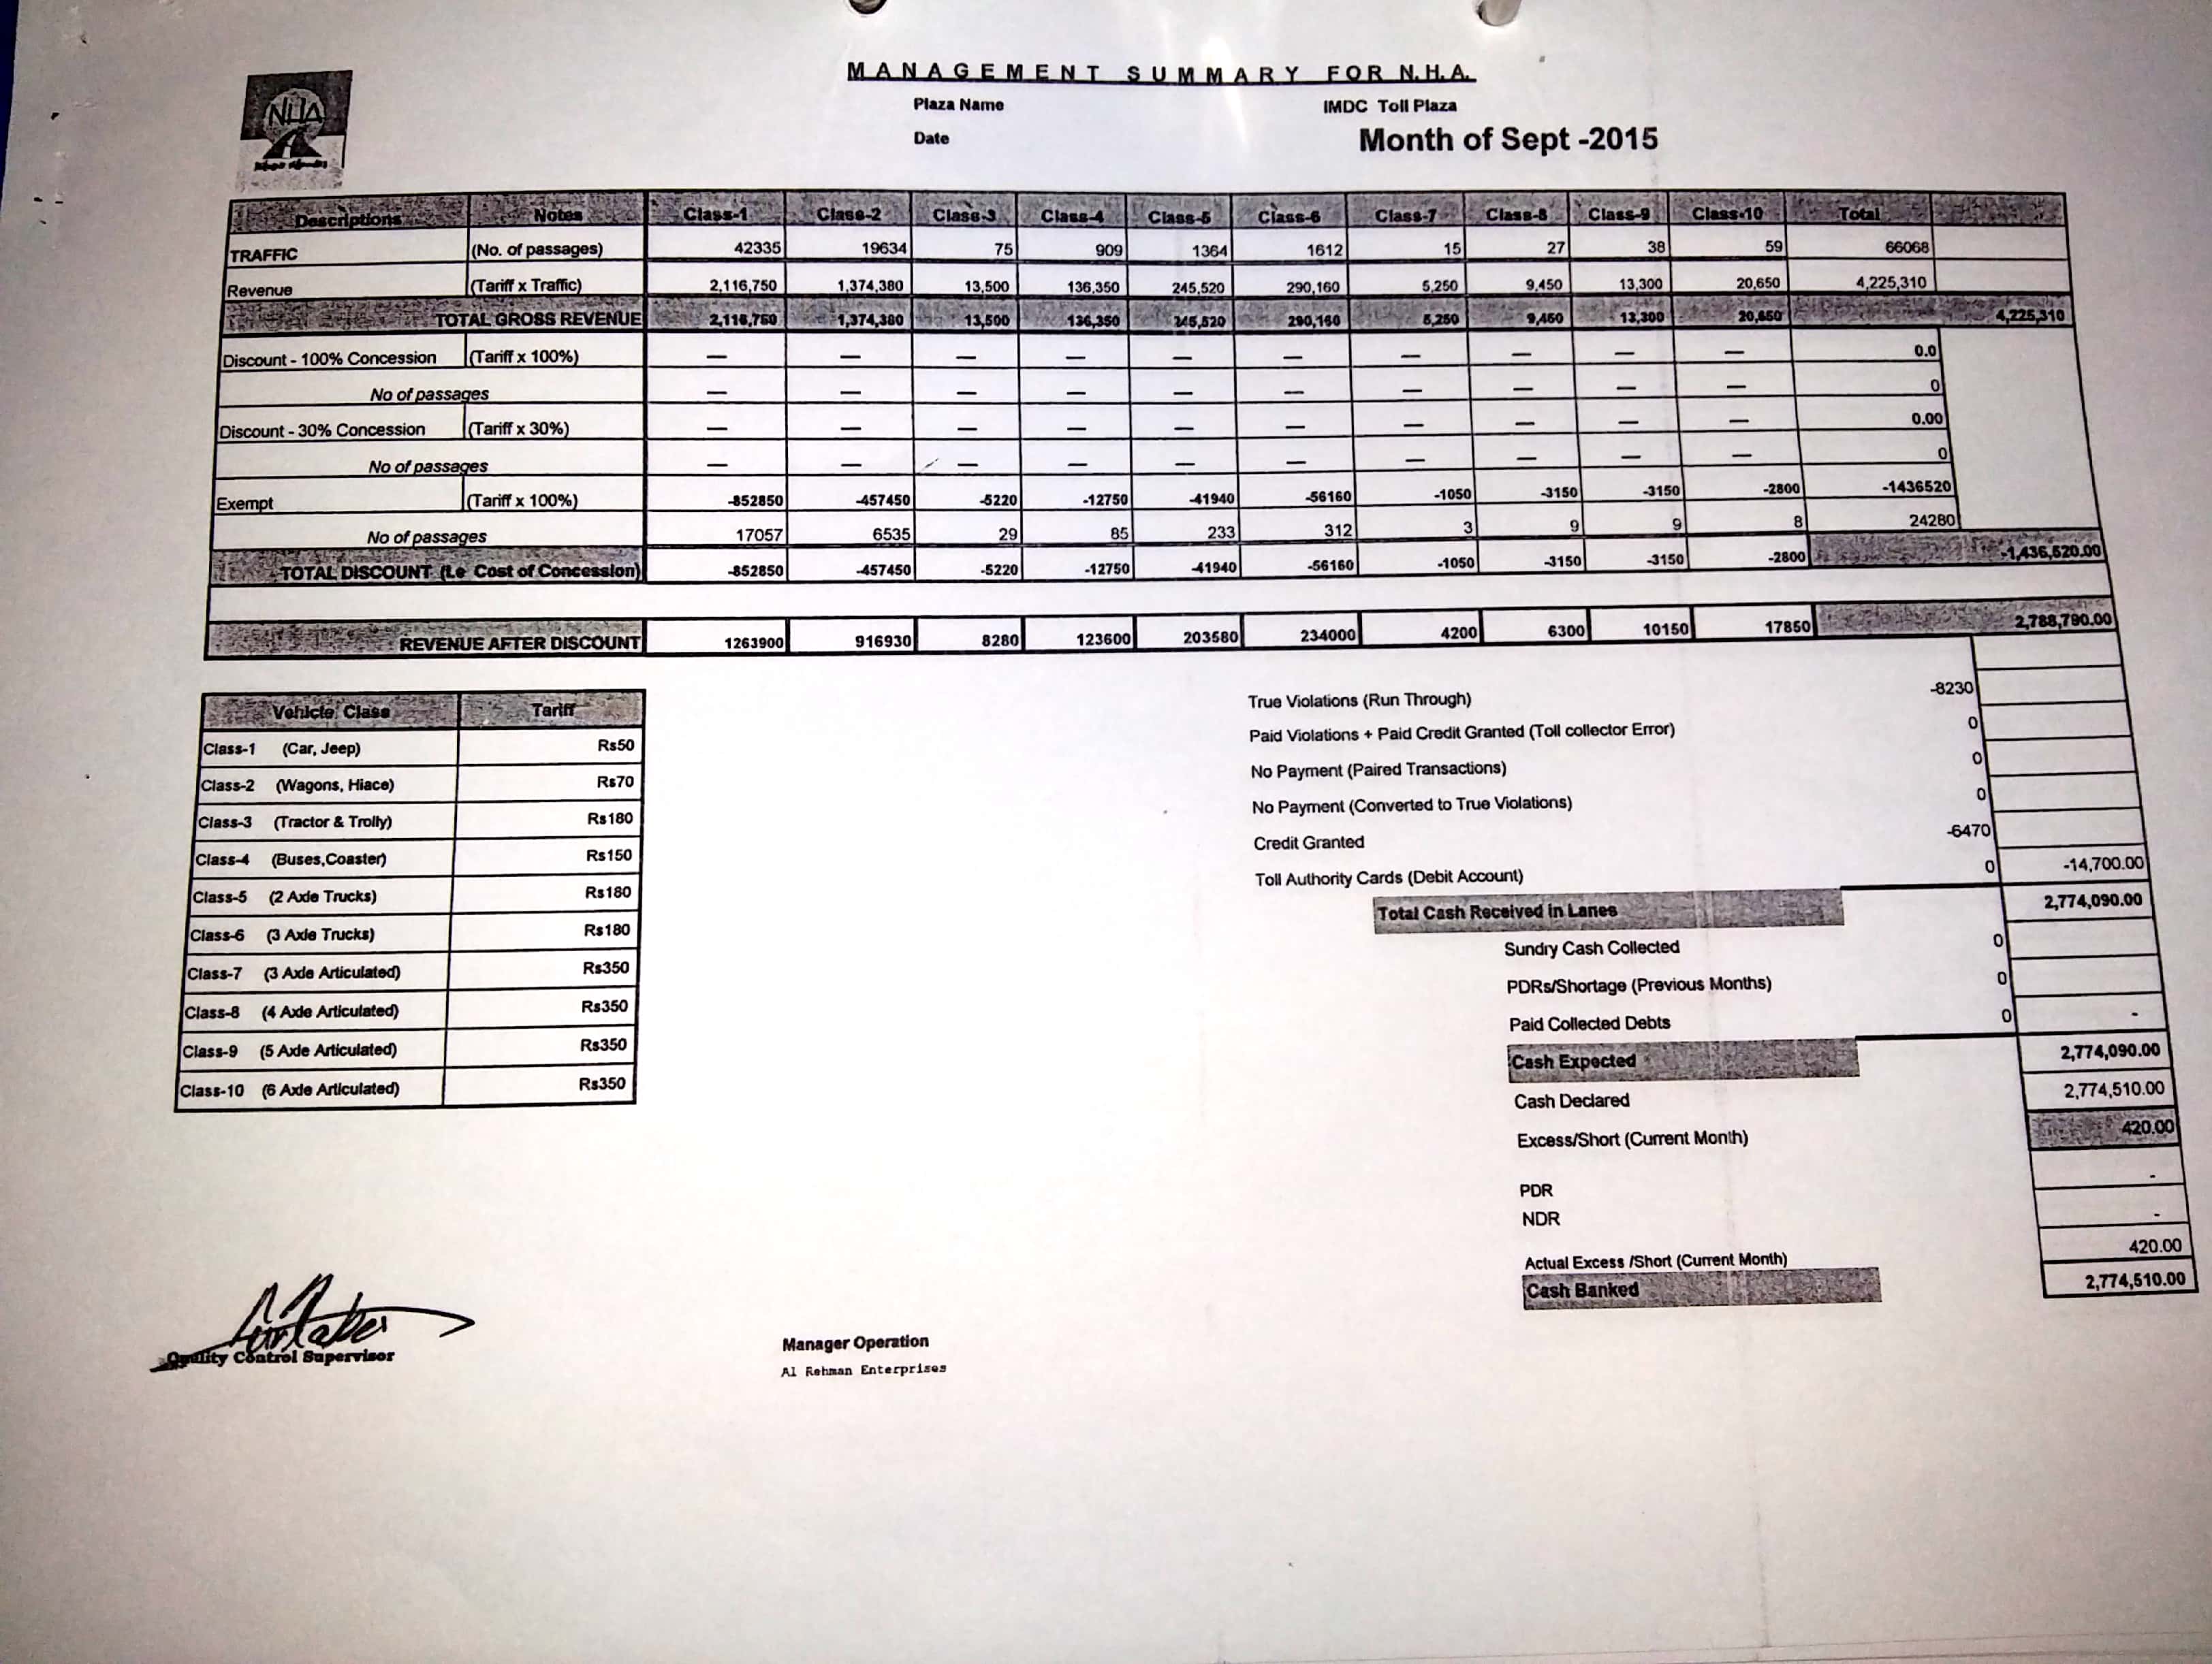 MANAGEMENT SUMMARY FOR N.H.A.
NHA
Plaza Name IMDC Toll Plaza
Date Month of Sept -2015
Descriptions Notes Class-1 Class-2 Class-3 Class-4 Class-5 Class-6 Class-7 Class-8 Class-9 Class-10 Total
TRAFFIC (No. of passages) 42335 19634 75 909 1364 1612 15 27 38 59 66068
Revenue (Tariff x Traffic) 2,116,750 1,374,380 13,500 136,350 245,520 290,160 5,250 9,450 13,300 20,650 4,225,310
TOTAL GROSS REVENUE 2,116,750 1,374,380 13,500 136,350 245,520 290,160 5,250 9,450 13,300 20,650 4,225,310
Discount - 100% Concession (Tariff x 100%) — — — — — — — — — — 0.0
No of passages — — — — — — — — — — 0
Discount - 30% Concession (Tariff x 30%) — — — — — — — — — — 0.00
No of passages — — — — — — — — — — 0
Exempt (Tariff x 100%) -852850 -457450 -5220 -12750 -41940 -56160 -1050 -3150 -3150 -2800 -1436520
No of passages 17057 6535 29 85 233 312 3 9 9 8 24280
TOTAL DISCOUNT (i.e Cost of Concession) -852850 -457450 -5220 -12750 -41940 -56160 -1050 -3150 -3150 -2800 -1,436,520.00
REVENUE AFTER DISCOUNT 1263900 916930 8280 123600 203580 234000 4200 6300 10150 17850 2,788,790.00
Vehicle Class Tariff
Class-1 (Car, Jeep) Rs50
Class-2 (Wagons, Hiace) Rs70
Class-3 (Tractor & Trolly) Rs180
Class-4 (Buses,Coaster) Rs150
Class-5 (2 Axle Trucks) Rs180
Class-6 (3 Axle Trucks) Rs180
Class-7 (3 Axle Articulated) Rs350
Class-8 (4 Axle Articulated) Rs350
Class-9 (5 Axle Articulated) Rs350
Class-10 (6 Axle Articulated) Rs350
True Violations (Run Through) -8230
Paid Violations + Paid Credit Granted (Toll collector Error) 0
No Payment (Paired Transactions) 0
No Payment (Converted to True Violations) 0
Credit Granted -6470
Toll Authority Cards (Debit Account) 0 -14,700.00
Total Cash Received in Lanes 2,774,090.00
Sundry Cash Collected 0
PDRs/Shortage (Previous Months) 0
Paid Collected Debts 0 -
Cash Expected 2,774,090.00
Cash Declared 2,774,510.00
Excess/Short (Current Month) 420.00
PDR -
NDR -
Actual Excess /Short (Current Month) 420.00
Cash Banked 2,774,510.00
Quality Control Supervisor
Manager Operation
Al Rehman Enterprises